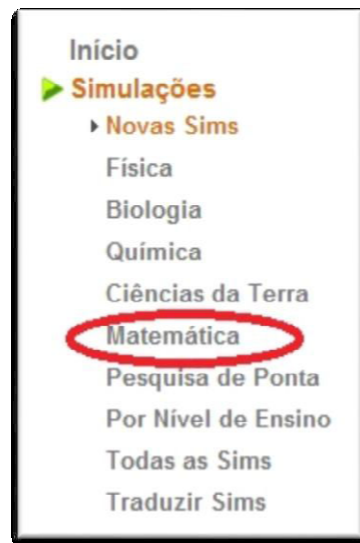 Início
Simulações
Novas Sims
Física
Biologia
Química
Ciências da Terra
Matemática
Pesquisa de Ponta
Por Nível de Ensino
Todas as Sims
Traduzir Sims